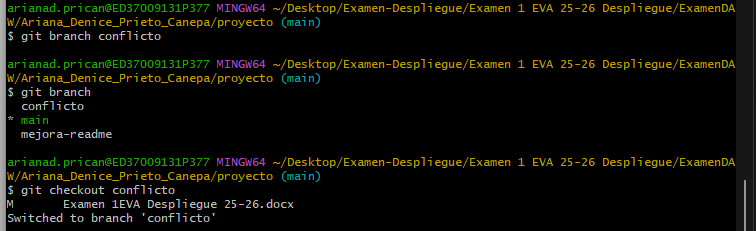 arianad.prican@ED37009131P377 MINGW64 ~/Desktop/Examen-Despliegue/Examen 1 EVA 25-26 Despliegue/ExamenDA
W/Ariana_Denice_Prieto_Canepa/proyecto (main)
$ git branch conflicto
arianad.prican@ED37009131P377 MINGW64 ~/Desktop/Examen-Despliegue/Examen 1 EVA 25-26 Despliegue/ExamenDA
W/Ariana_Denice_Prieto_Canepa/proyecto (main)
$ git branch
  conflicto
* main
  mejora-readme
arianad.prican@ED37009131P377 MINGW64 ~/Desktop/Examen-Despliegue/Examen 1 EVA 25-26 Despliegue/ExamenDA
W/Ariana_Denice_Prieto_Canepa/proyecto (main)
$ git checkout conflicto
M       Examen 1EVA Despliegue 25-26.docx
Switched to branch 'conflicto'